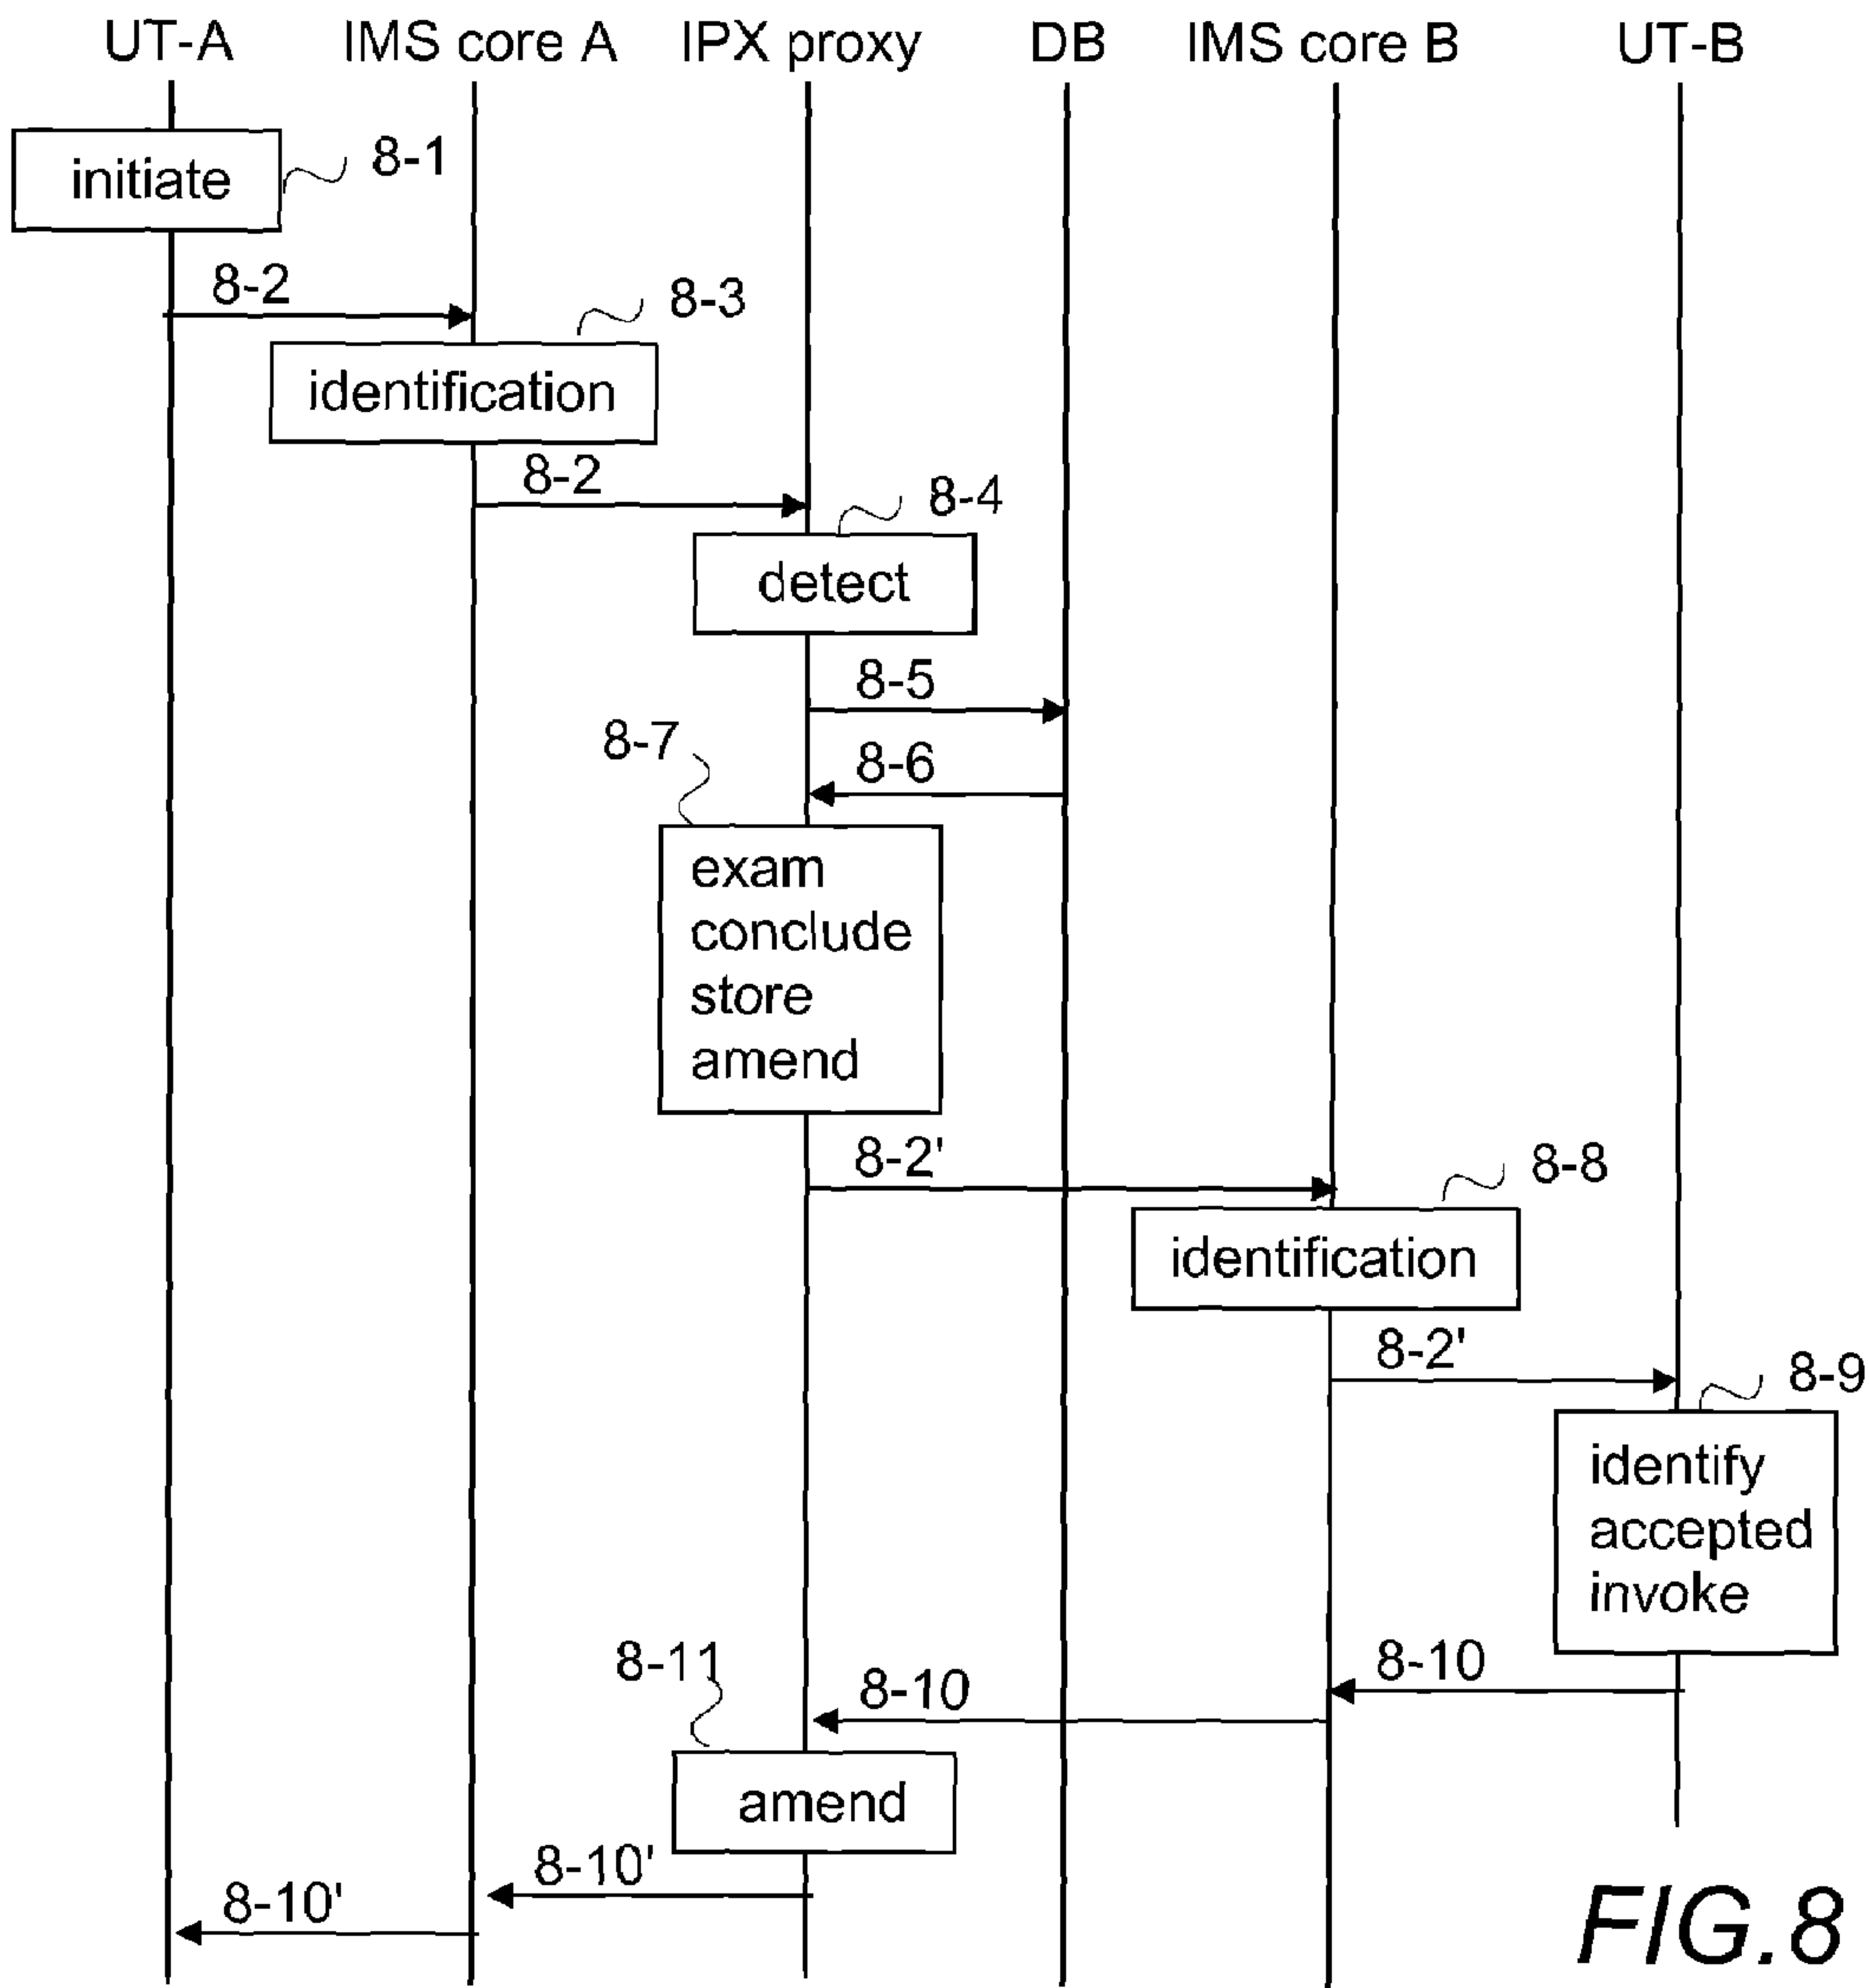 UT-A IMS core A IPX proxy DB IMS core B UT-B
initiate
8-1
8-2
8-3
identification
8-2
8-4
detect
8-5
8-7
8-6
exam
conclude
store
amend
8-2'
8-8
identification
8-2'
8-9
identify
accepted
invoke
8-11
8-10
8-10
amend
8-10'
8-10'
FIG.8